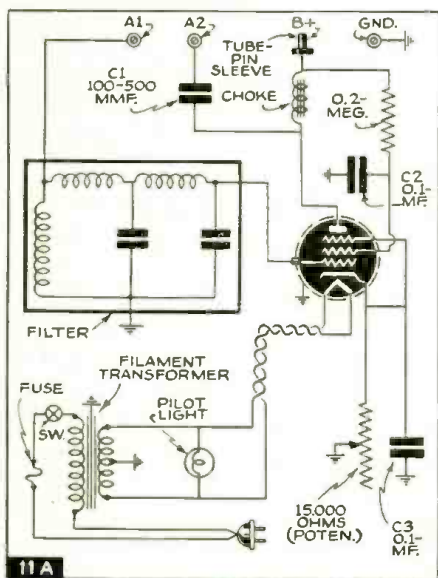 A1
A2
B+
GND.
TUBE-
PIN
SLEEVE
C1
100-500
MMF.
CHOKE
0.2-
MEG.
C2
0.1-
MF.
FILTER
FILAMENT
TRANSFORMER
FUSE
PILOT
LIGHT
SW.
15,000
OHMS
(POTEN.)
C3
0.1-
MF.
11A